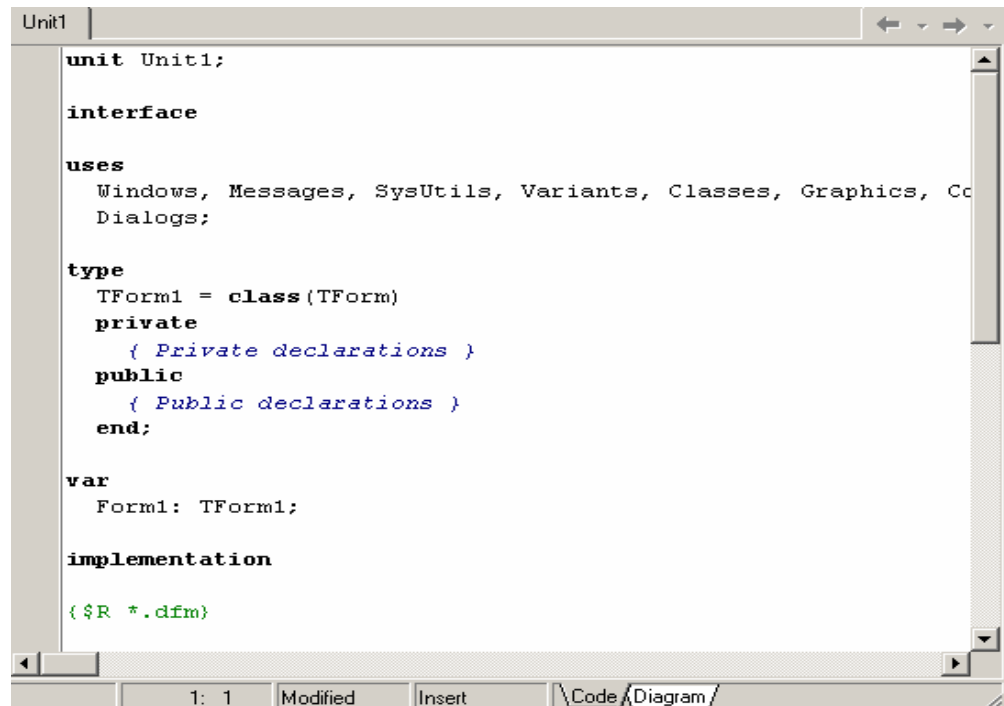 Unit1
unit Unit1;
interface
uses
Windows, Messages, SysUtils, Variants, Classes, Graphics, Co
Dialogs;
type
TForm1 = class(TForm)
private
{ Private declarations }
public
{ Public declarations }
end;
var
Form1: TForm1;
implementation
{$R *.dfm}
1: 1 Modified Insert Code Diagram